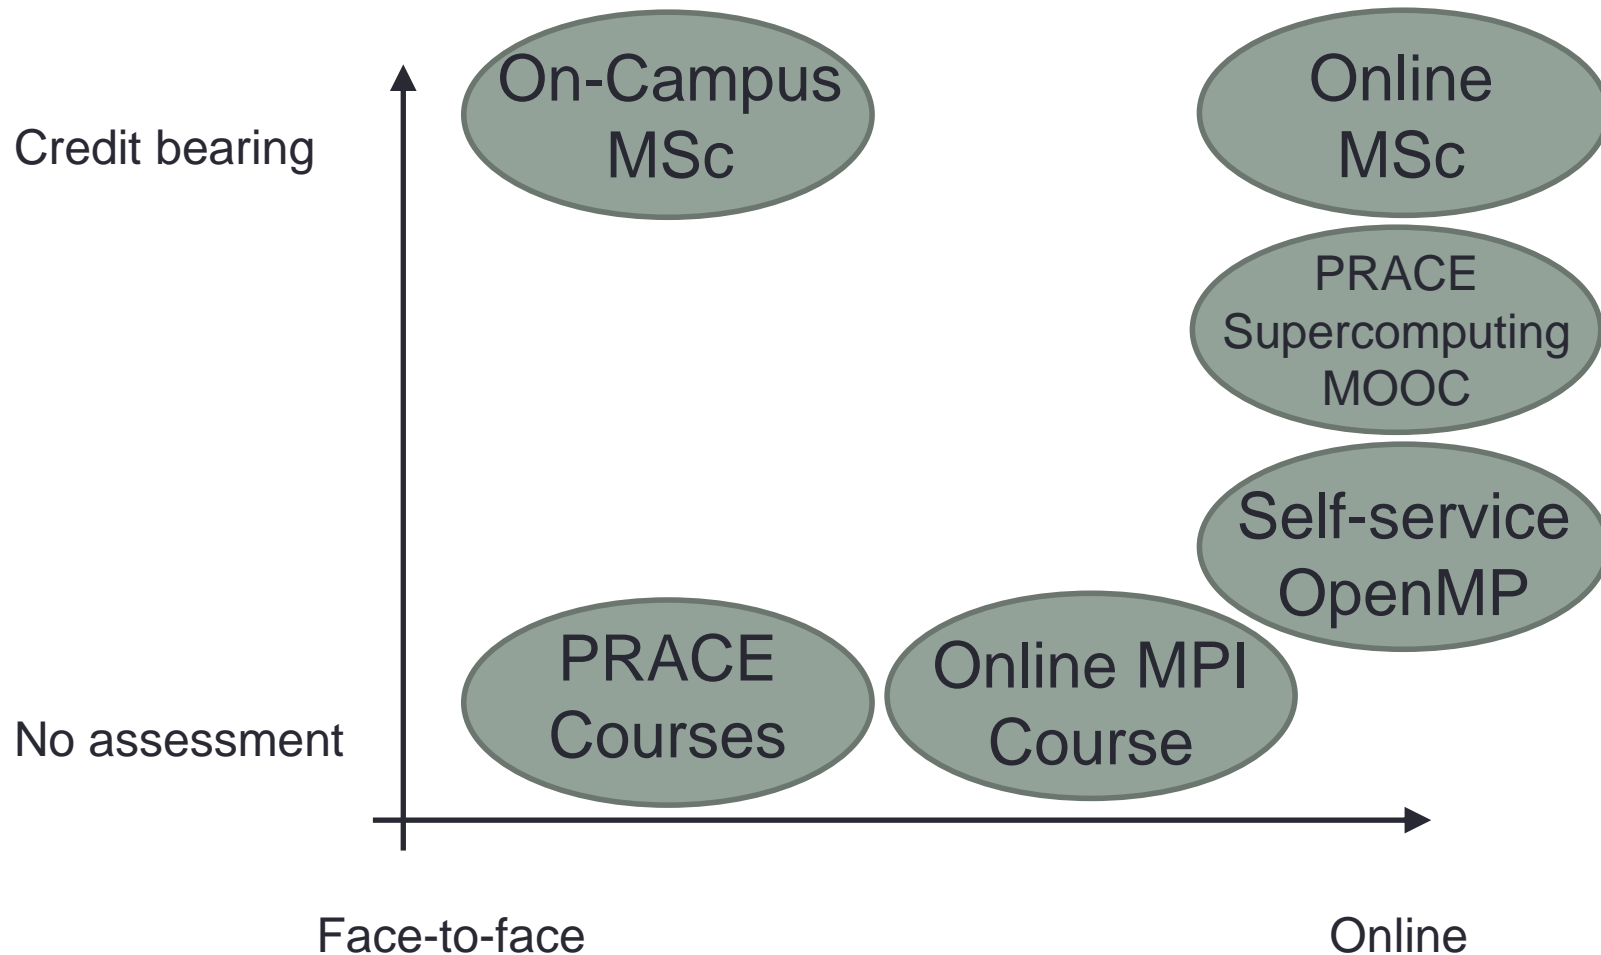 On-Campus
MSc
Online
MSc
Credit bearing
PRACE
Supercomputing
MOOC
Self-service
OpenMP
PRACE
Courses
Online MPI
Course
No assessment
Face-to-face
Online